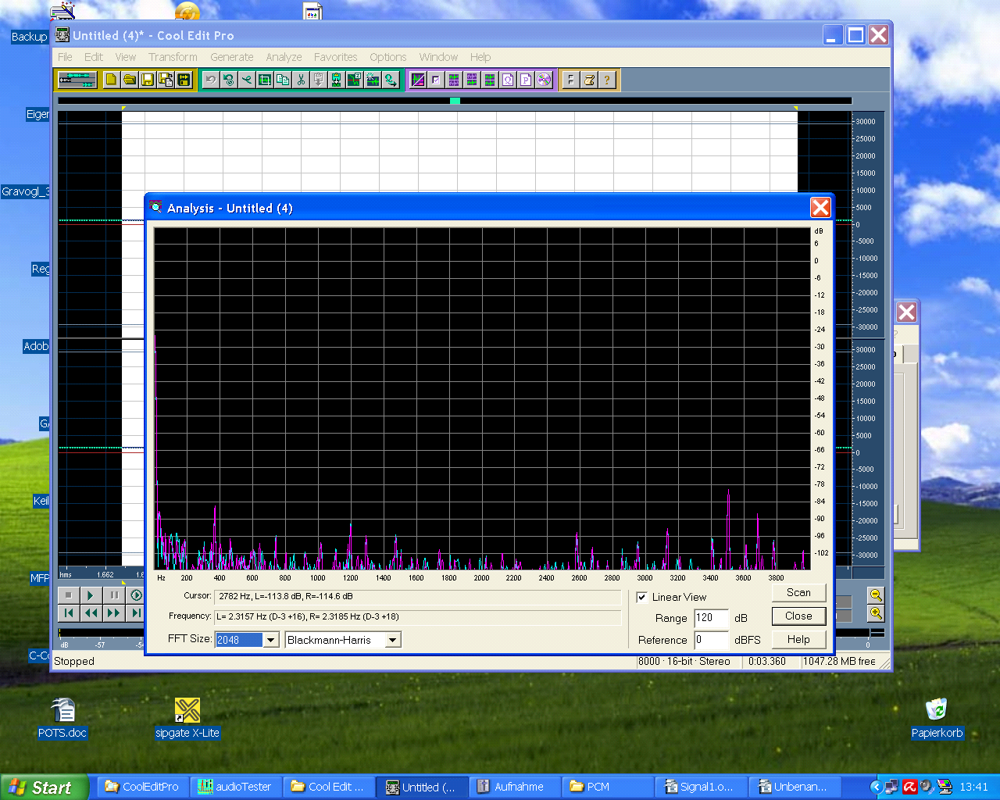 Backup
Untitled (4)* - Cool Edit Pro
File Edit View Transform Generate Analyze Favorites Options Window Help
F ?
Eiger
Gravogl_3
Reg
Adob
Keil
MFP
C-Co
30000
25000
20000
15000
10000
5000
0
-5000
-10000
-15000
-20000
-25000
-30000
30000
25000
20000
15000
10000
5000
0
-5000
-10000
-15000
-20000
-25000
-30000
Analysis - Untitled (4)
dB
6
0
-6
-12
-18
-24
-30
-36
-42
-48
-54
-60
-66
-72
-78
-84
-90
-96
-102
Hz 200 400 600 800 1000 1200 1400 1600 1800 2000 2200 2400 2600 2800 3000 3200 3400 3600 3800
hms 1.662
Cursor: 2782 Hz, L=-113.8 dB, R=-114.6 dB
Frequency: L= 2.3157 Hz (D-3 +16), R= 2.3185 Hz (D-3 +18)
FFT Size: 2048 Blackmann-Harris
Linear View
Range 120 dB
Reference 0 dBFS
Scan
Close
Help
dB -57 0
Stopped
8000 · 16-bit · Stereo 0:03.360 1047.28 MB free
POTS.doc
sipgate X-Lite
Papierkorb
Start CoolEditPro audioTester Cool Edit ... Untitled (... Aufnahme PCM Signal1.o... Unbenan... 13:41